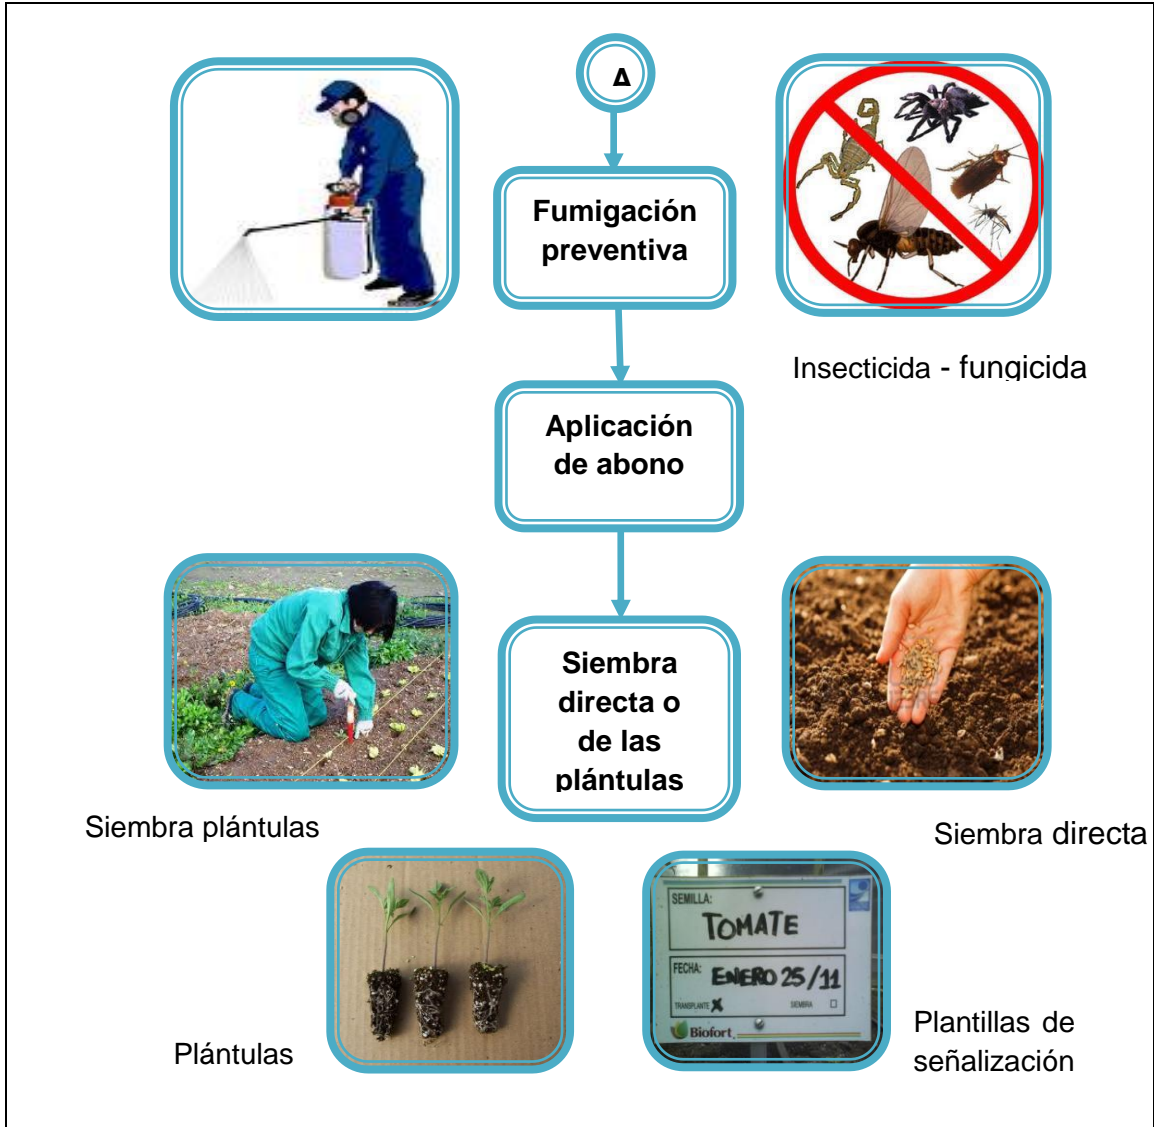 A
Fumigación
preventiva
Insecticida - fungicida
Aplicación
de abono
Siembra
directa o
de las
plántulas
Siembra plántulas
Siembra directa
SEMILLA:
TOMATE
FECHA: ENERO 25/11
TRANSPLANTE X SIEMBRA
Biofort
Plántulas
Plantillas de
señalización